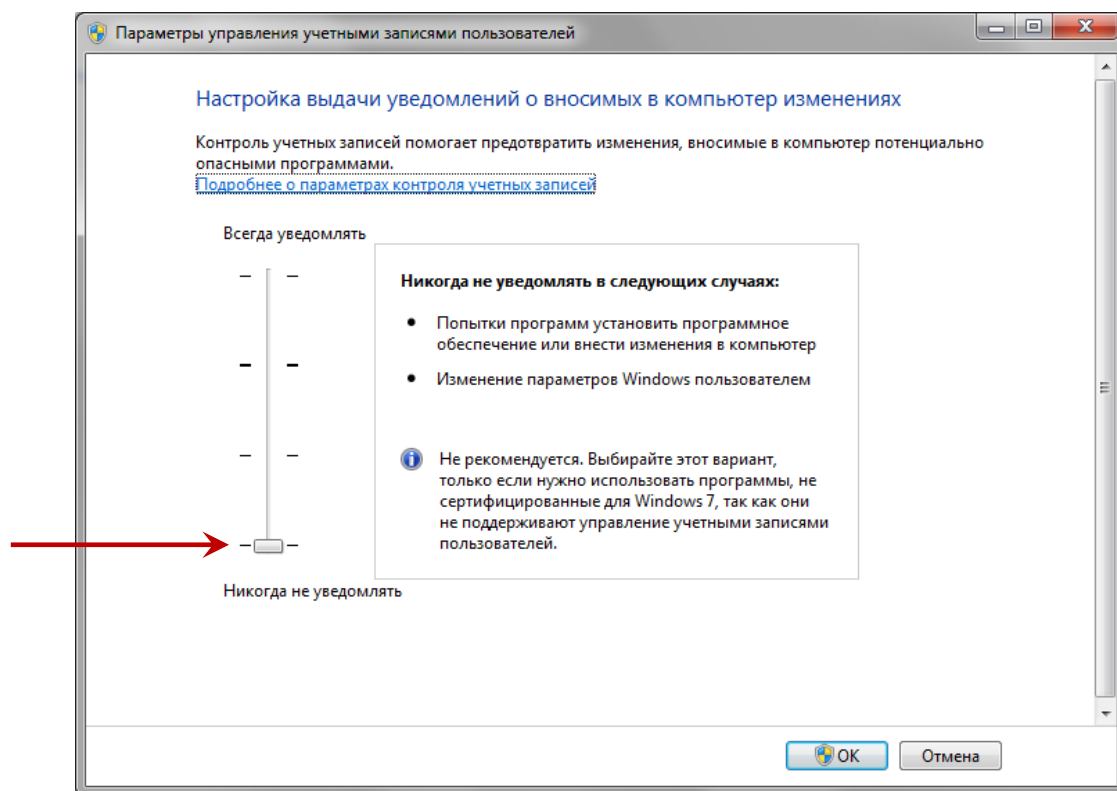 Параметры управления учетными записями пользователей
Настройка выдачи уведомлений о вносимых в компьютер изменениях
Контроль учетных записей помогает предотвратить изменения, вносимые в компьютер потенциально
опасными программами.
Подробнее о параметрах контроля учетных записей
Всегда уведомлять
Никогда не уведомлять в следующих случаях:
• Попытки программ установить программное
обеспечение или внести изменения в компьютер
• Изменение параметров Windows пользователем
Не рекомендуется. Выбирайте этот вариант,
только если нужно использовать программы, не
сертифицированные для Windows 7, так как они
не поддерживают управление учетными записями
пользователей.
Никогда не уведомлять
OK
Отмена